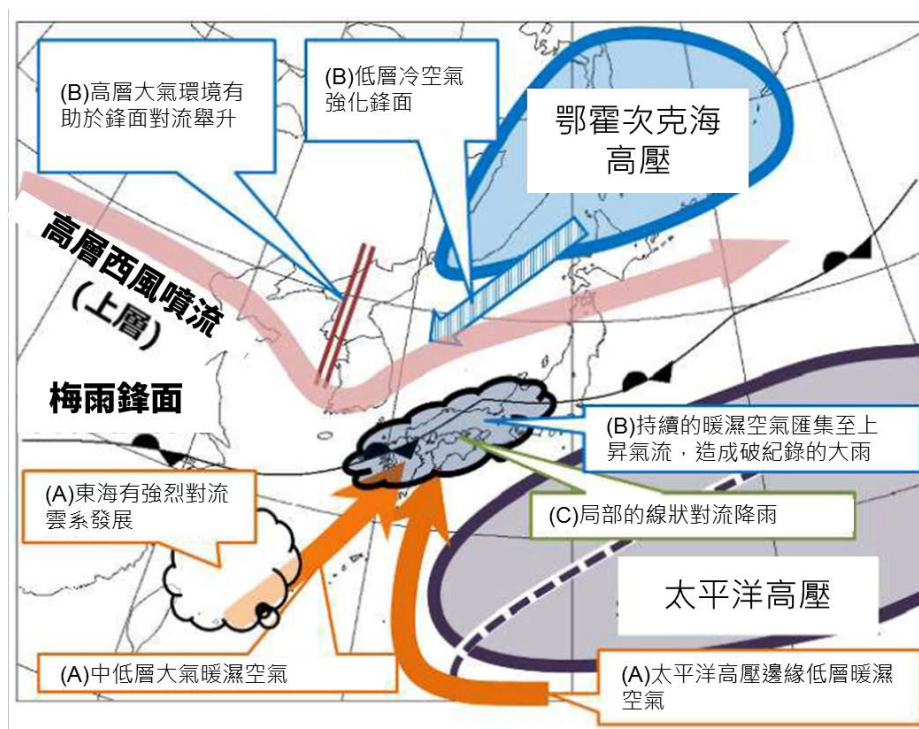 (B)高層大氣環境有
助於鋒面對流舉升
(B)低層冷空氣
強化鋒面
鄂霍次克海
高壓
高層西風噴流
(上層)
梅雨鋒面
(B)持續的暖濕空氣匯集至上
昇氣流，造成破紀錄的大雨
(A)東海有強烈對流
雲系發展
(C)局部的線狀對流降雨
太平洋高壓
(A)中低層大氣暖濕空氣
(A)太平洋高壓邊緣低層暖濕
空氣